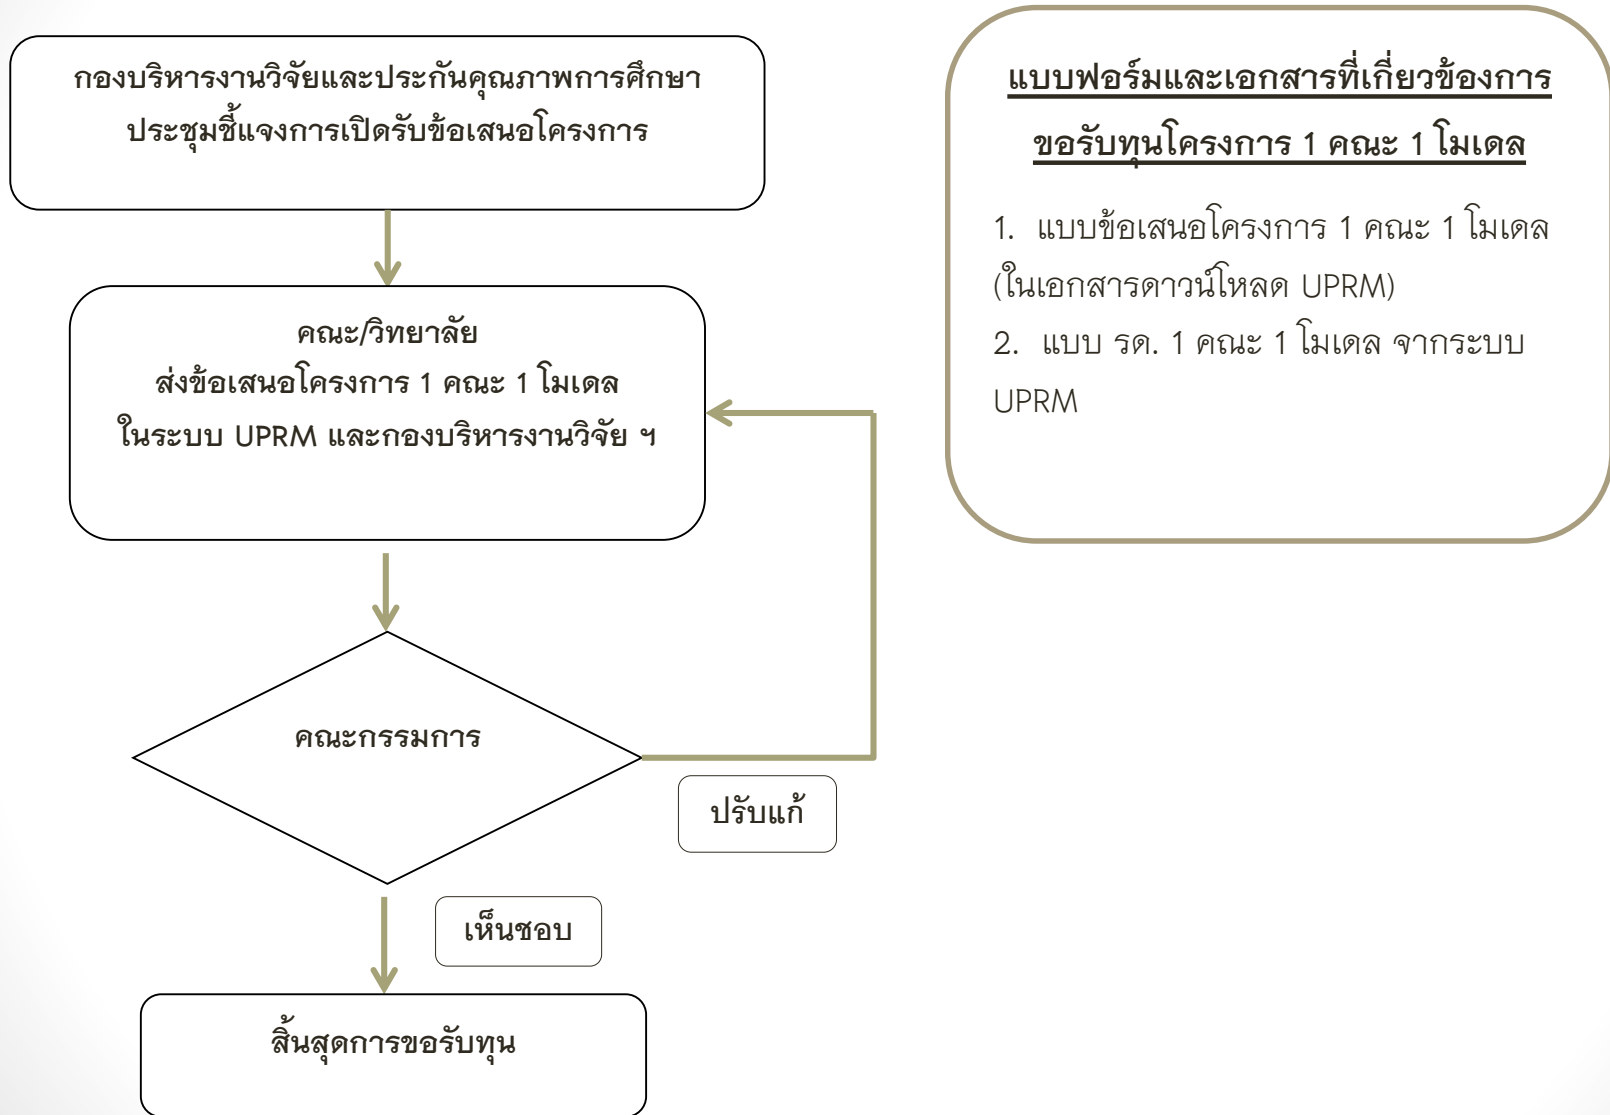 กองบริหารงานวิจัยและประกันคุณภาพการศึกษา
ประชุมชี้แจงการเปิดรับข้อเสนอโครงการ
คณะ/วิทยาลัย
ส่งข้อเสนอโครงการ 1 คณะ 1 โมเดล
ในระบบ UPRM และกองบริหารงานวิจัย ฯ
คณะกรรมการ
ปรับแก้
เห็นชอบ
สิ้นสุดการขอรับทุน
แบบฟอร์มและเอกสารที่เกี่ยวข้องการ
ขอรับทุนโครงการ 1 คณะ 1 โมเดล
1. แบบข้อเสนอโครงการ 1 คณะ 1 โมเดล
(ในเอกสารดาวน์โหลด UPRM)
2. แบบ รด. 1 คณะ 1 โมเดล จากระบบ
UPRM